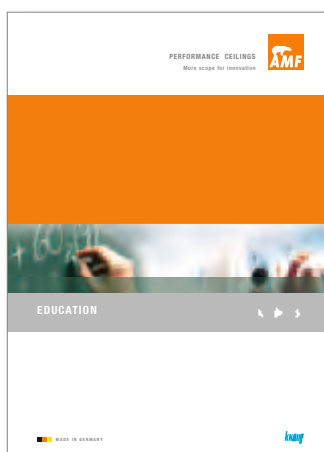 PERFORMANCE CEILINGS
More scope for innovation
AMF
EDUCATION
MADE IN GERMANY
knauf